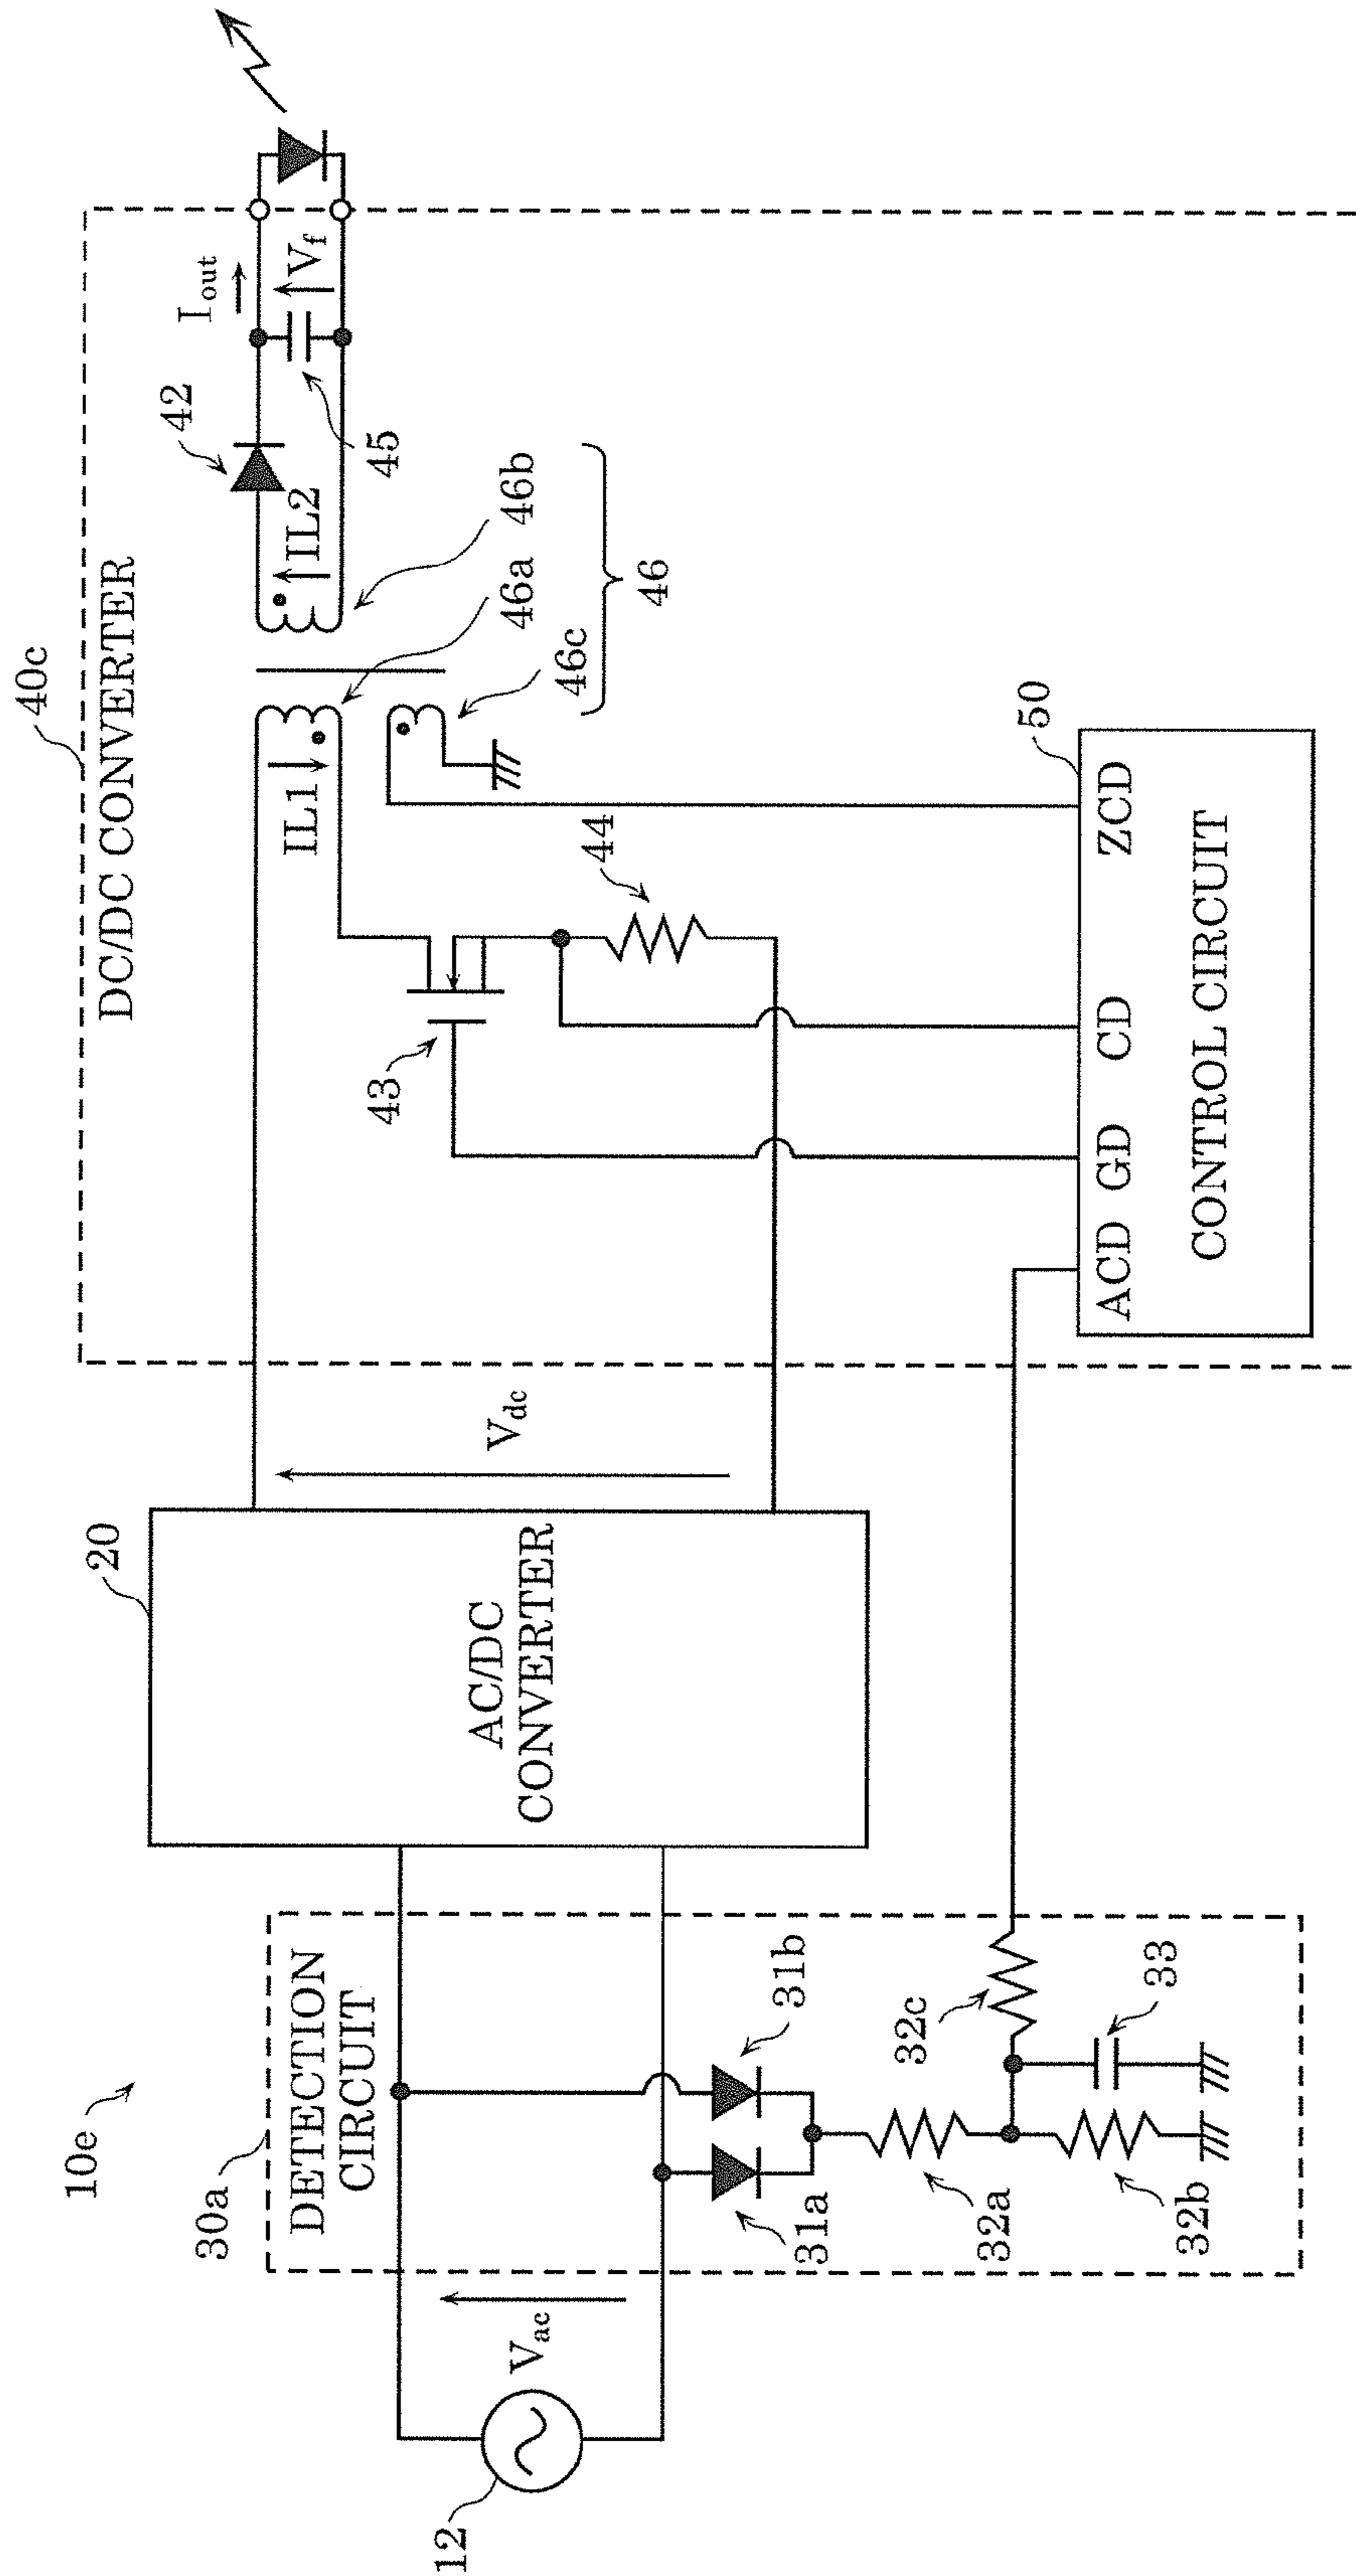 10e
30a
DETECTION
CIRCUIT
12
Vac
31a
31b
32a
32b
32c
33
20
AC/DC
CONVERTER
Vdc
40c
DC/DC CONVERTER
IL1
IL2
42
Iout
Vf
45
46a
46b
46c
46
43
44
50
ACD GD CD ZCD
CONTROL CIRCUIT